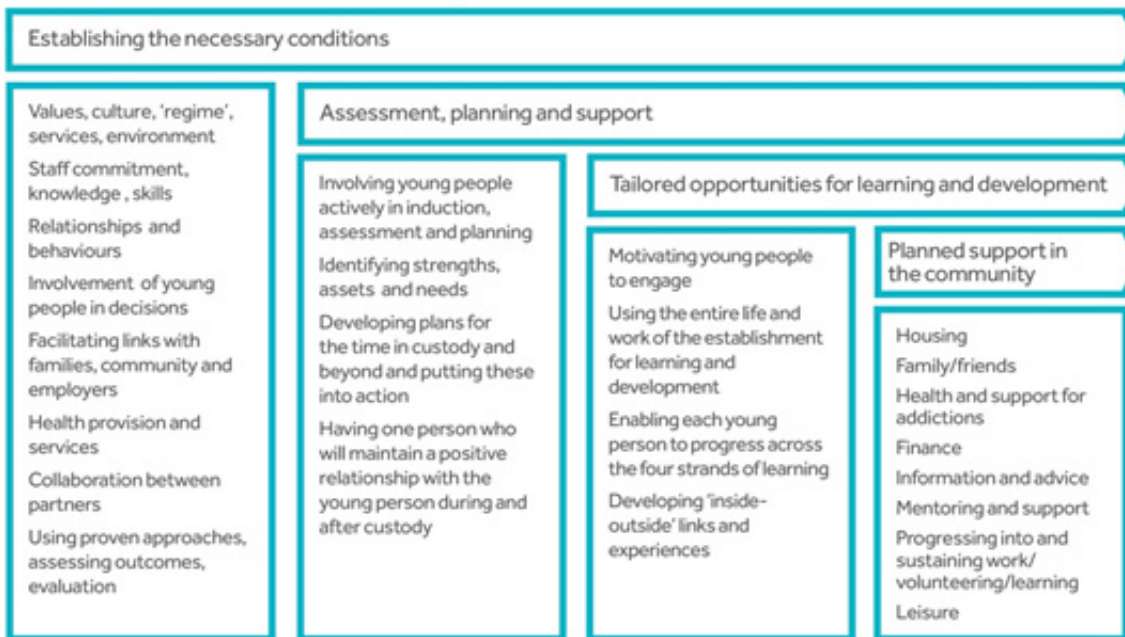 Establishing the necessary conditions
Values, culture, ‘regime’,
services, environment
Staff commitment,
knowledge , skills
Relationships and
behaviours
Involvement of young
people in decisions
Facilitating links with
families, community and
employers
Health provision and
services
Collaboration between
partners
Using proven approaches,
assessing outcomes,
evaluation
Assessment, planning and support
Involving young people
actively in induction,
assessment and planning
Identifying strengths,
assets and needs
Developing plans for
the time in custody and
beyond and putting these
into action
Having one person who
will maintain a positive
relationship with the
young person during and
after custody
Tailored opportunities for learning and development
Motivating young people
to engage
Using the entire life and
work of the establishment
for learning and
development
Enabling each young
person to progress across
the four strands of learning
Developing ‘inside-
outside’ links and
experiences
Planned support in
the community
Housing
Family/friends
Health and support for
addictions
Finance
Information and advice
Mentoring and support
Progressing into and
sustaining work/
volunteering/learning
Leisure